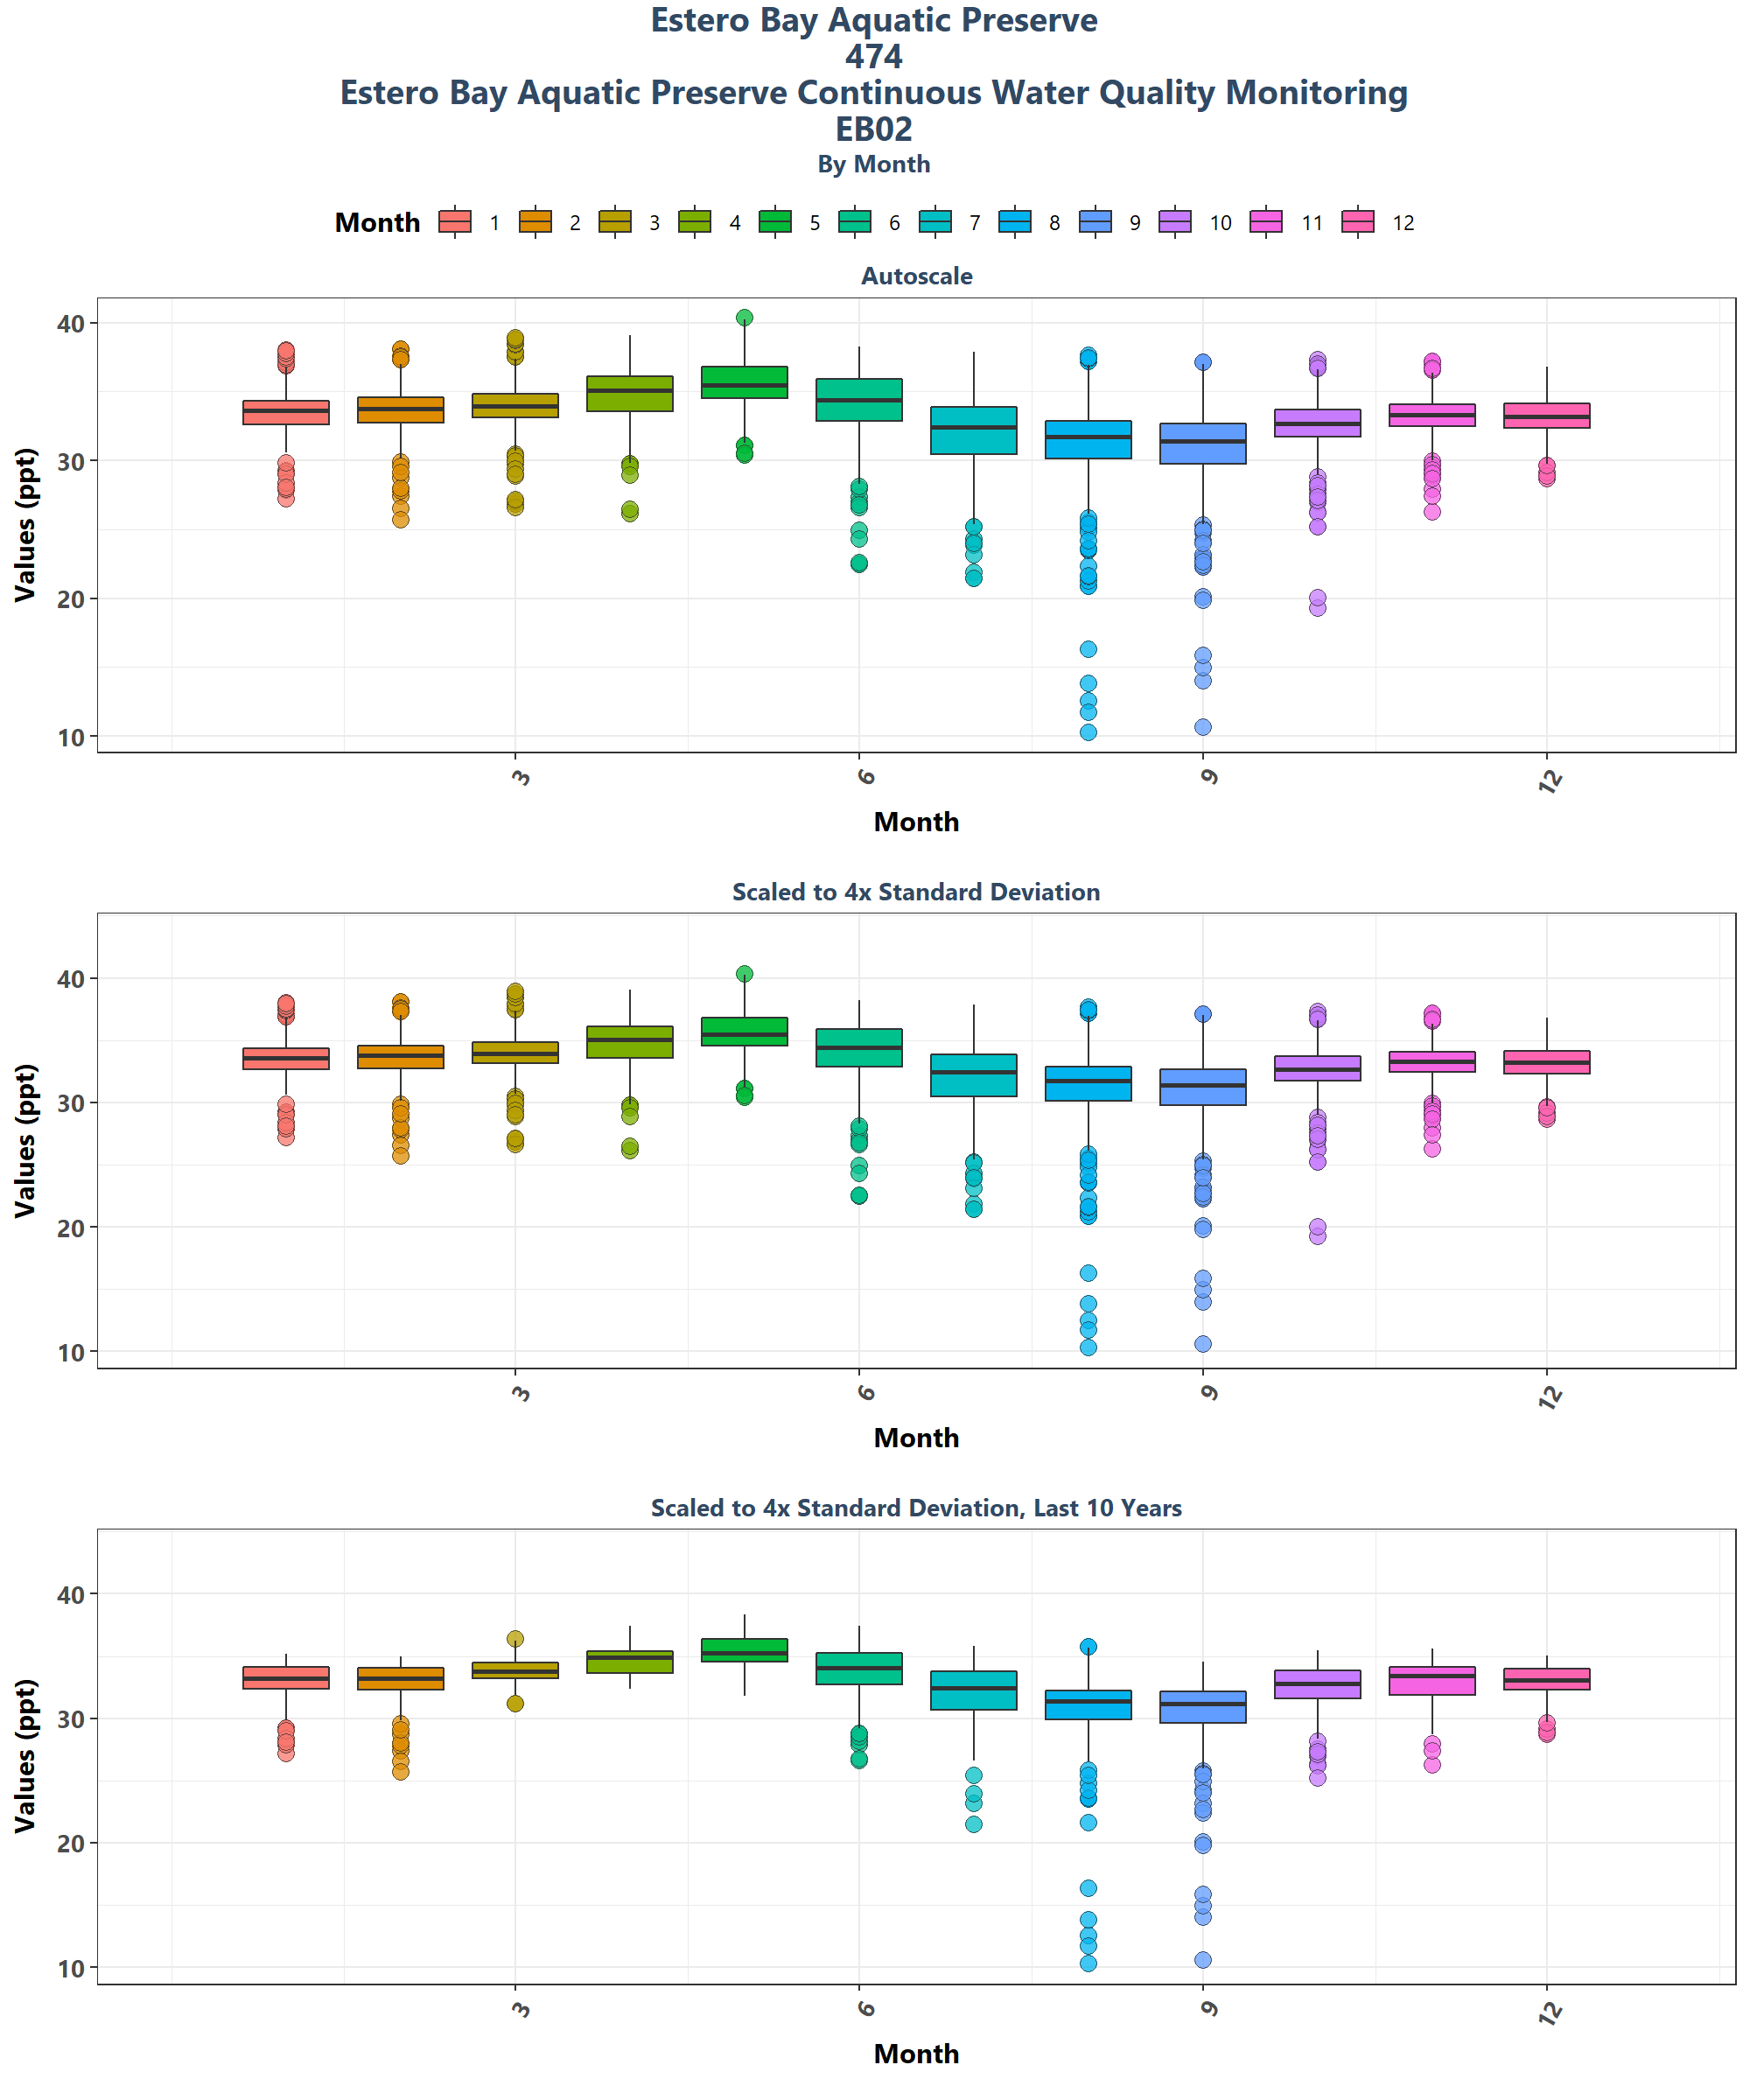 Estero Bay Aquatic Preserve
474
Estero Bay Aquatic Preserve Continuous Water Quality Monitoring
EB02
By Month
Month 1 2 3 4 5 6 7 8 9 10 11 12
Autoscale
Values (ppt)
40
30
20
10
3 6 9 12
Month
Scaled to 4x Standard Deviation
Values (ppt)
40
30
20
10
3 6 9 12
Month
Scaled to 4x Standard Deviation, Last 10 Years
Values (ppt)
40
30
20
10
3 6 9 12
Month